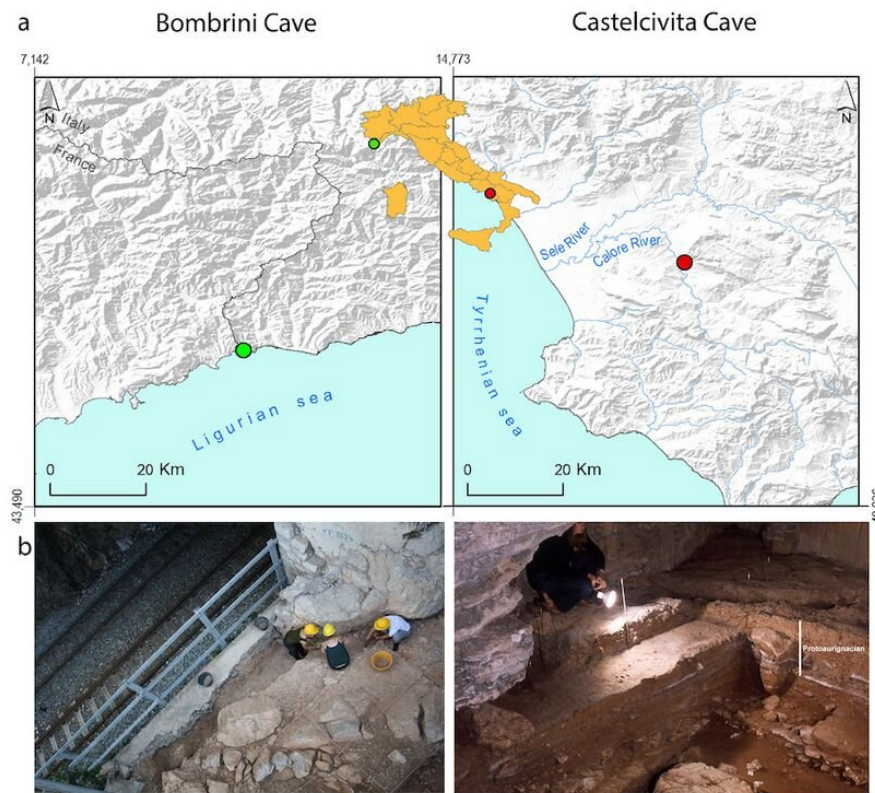 a
Bombrini Cave
Castelcivita Cave
7,142
14,773
N
Italy
France
N
Sele River
Calore River
Tyrrhenian sea
Ligurian sea
0 20 Km
0 20 Km
43,490
b
Protoaurignacian